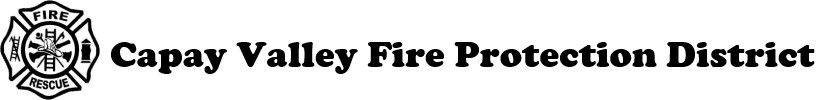 FIRE
RESCUE
Capay Valley Fire Protection District